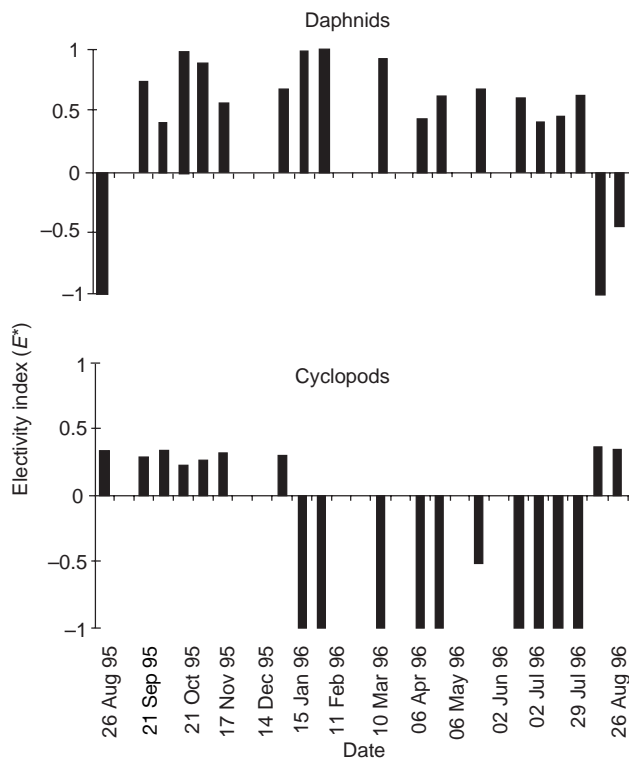 Daphnids
1
0.5
0
–0.5
–1
Electivity index (E*)
Cyclopods
1
0.5
0
–0.5
–1
26 Aug 95
21 Sep 95
21 Oct 95
17 Nov 95
14 Dec 95
15 Jan 96
11 Feb 96
10 Mar 96
06 Apr 96
06 May 96
02 Jun 96
02 Jul 96
29 Jul 96
26 Aug 96
Date